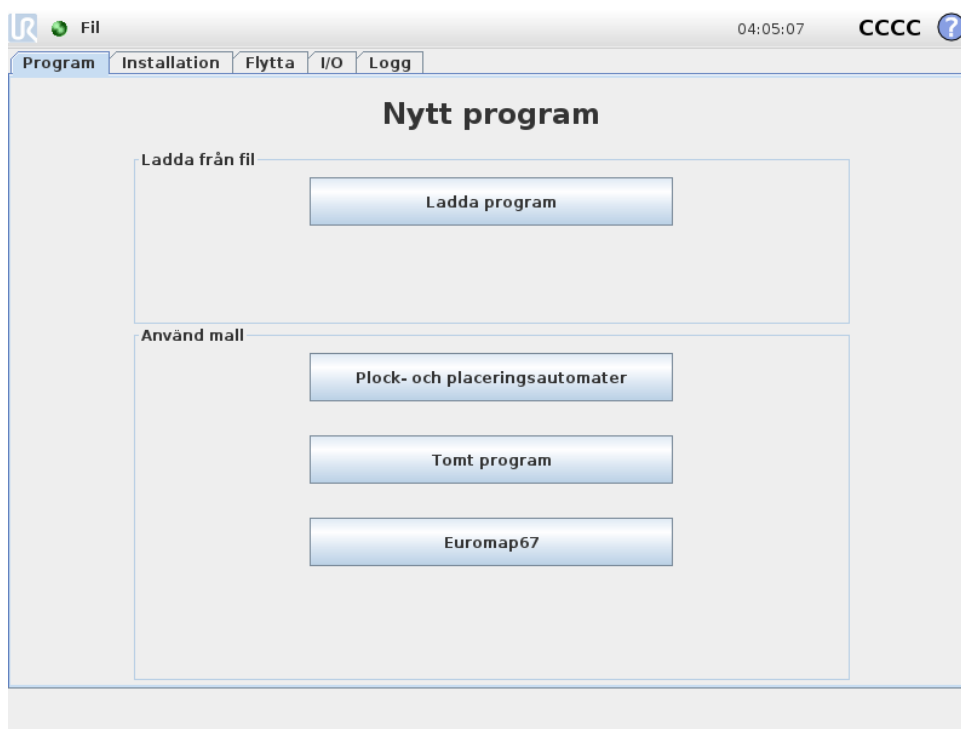 UR Fil 04:05:07 CCCC ?
Program Installation Flytta I/O Logg
Nytt program
Ladda från fil
Ladda program
Använd mall
Plock- och placeringsautomater
Tomt program
Euromap67